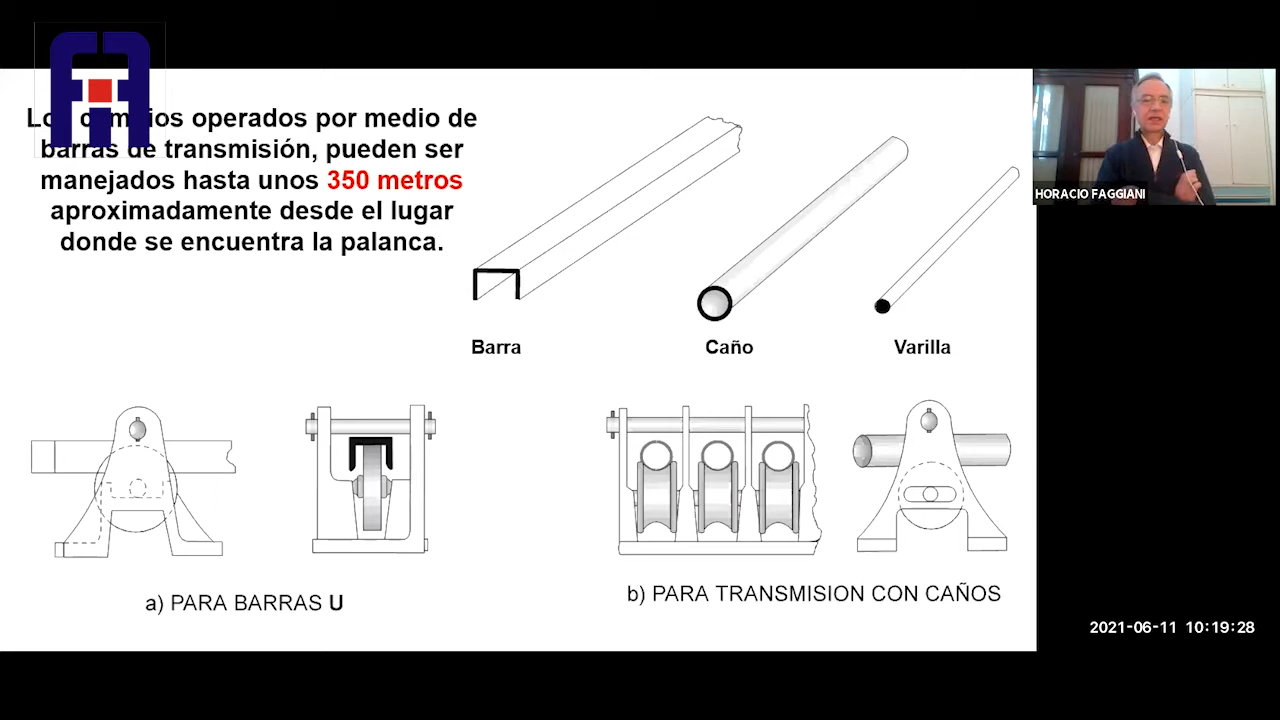 operados por medio de
barras de transmisión, pueden ser
manejados hasta unos 350 metros
aproximadamente desde el lugar
donde se encuentra la palanca.
HORACIO FAGGIANI
Barra
Caño
Varilla
a) PARA BARRAS U
b) PARA TRANSMISION CON CAÑOS
2021-06-11 10:19:28